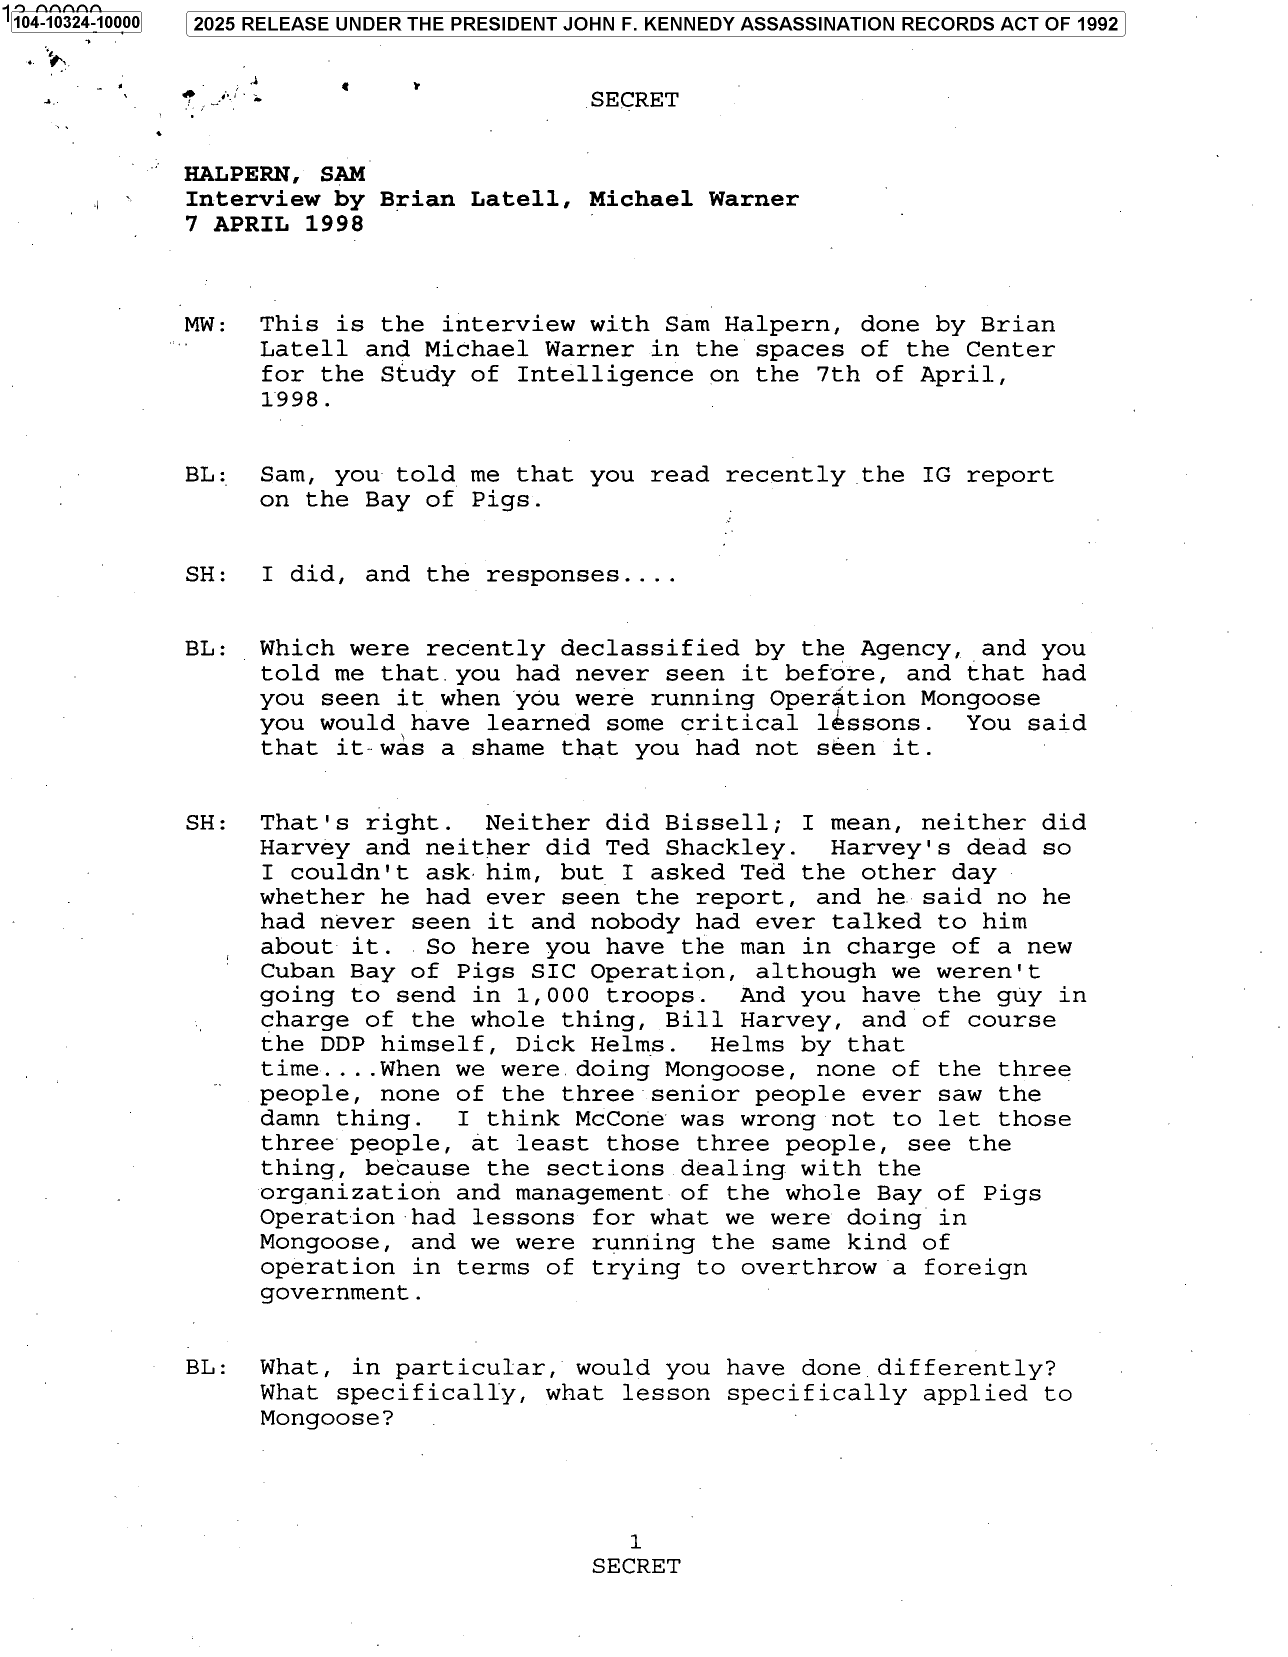 104-10324-10000
2025 RELEASE UNDER THE PRESIDENT JOHN F. KENNEDY ASSASSINATION RECORDS ACT OF 1992
SECRET
HALPERN, SAM
Interview by Brian Latell, Michael Warner
7 APRIL 1998
MW: This is the interview with Sam Halpern, done by Brian
Latell and Michael Warner in the spaces of the Center
for the Study of Intelligence on the 7th of April,
1998.
BL: Sam, you told me that you read recently the IG report
on the Bay of Pigs.
SH: I did, and the responses....
BL: Which were recently declassified by the Agency, and you
told me that you had never seen it before, and that had
you seen it when you were running Operation Mongoose
you would have learned some critical lessons. You said
that it was a shame that you had not seen it.
SH: That's right. Neither did Bissell; I mean, neither did
Harvey and neither did Ted Shackley. Harvey's dead so
I couldn't ask him, but I asked Ted the other day
whether he had ever seen the report, and he said no he
had never seen it and nobody had ever talked to him
about it. So here you have the man in charge of a new
Cuban Bay of Pigs SIC Operation, although we weren't
going to send in 1,000 troops. And you have the guy in
charge of the whole thing, Bill Harvey, and of course
the DDP himself, Dick Helms. Helms by that
time....When we were doing Mongoose, none of the three
people, none of the three senior people ever saw the
damn thing. I think McCone was wrong not to let those
three people, at least those three people, see the
thing, because the sections dealing with the
organization and management of the whole Bay of Pigs
Operation had lessons for what we were doing in
Mongoose, and we were running the same kind of
operation in terms of trying to overthrow a foreign
government.
BL: What, in particular, would you have done differently?
What specifically, what lesson specifically applied to
Mongoose?
1
SECRET